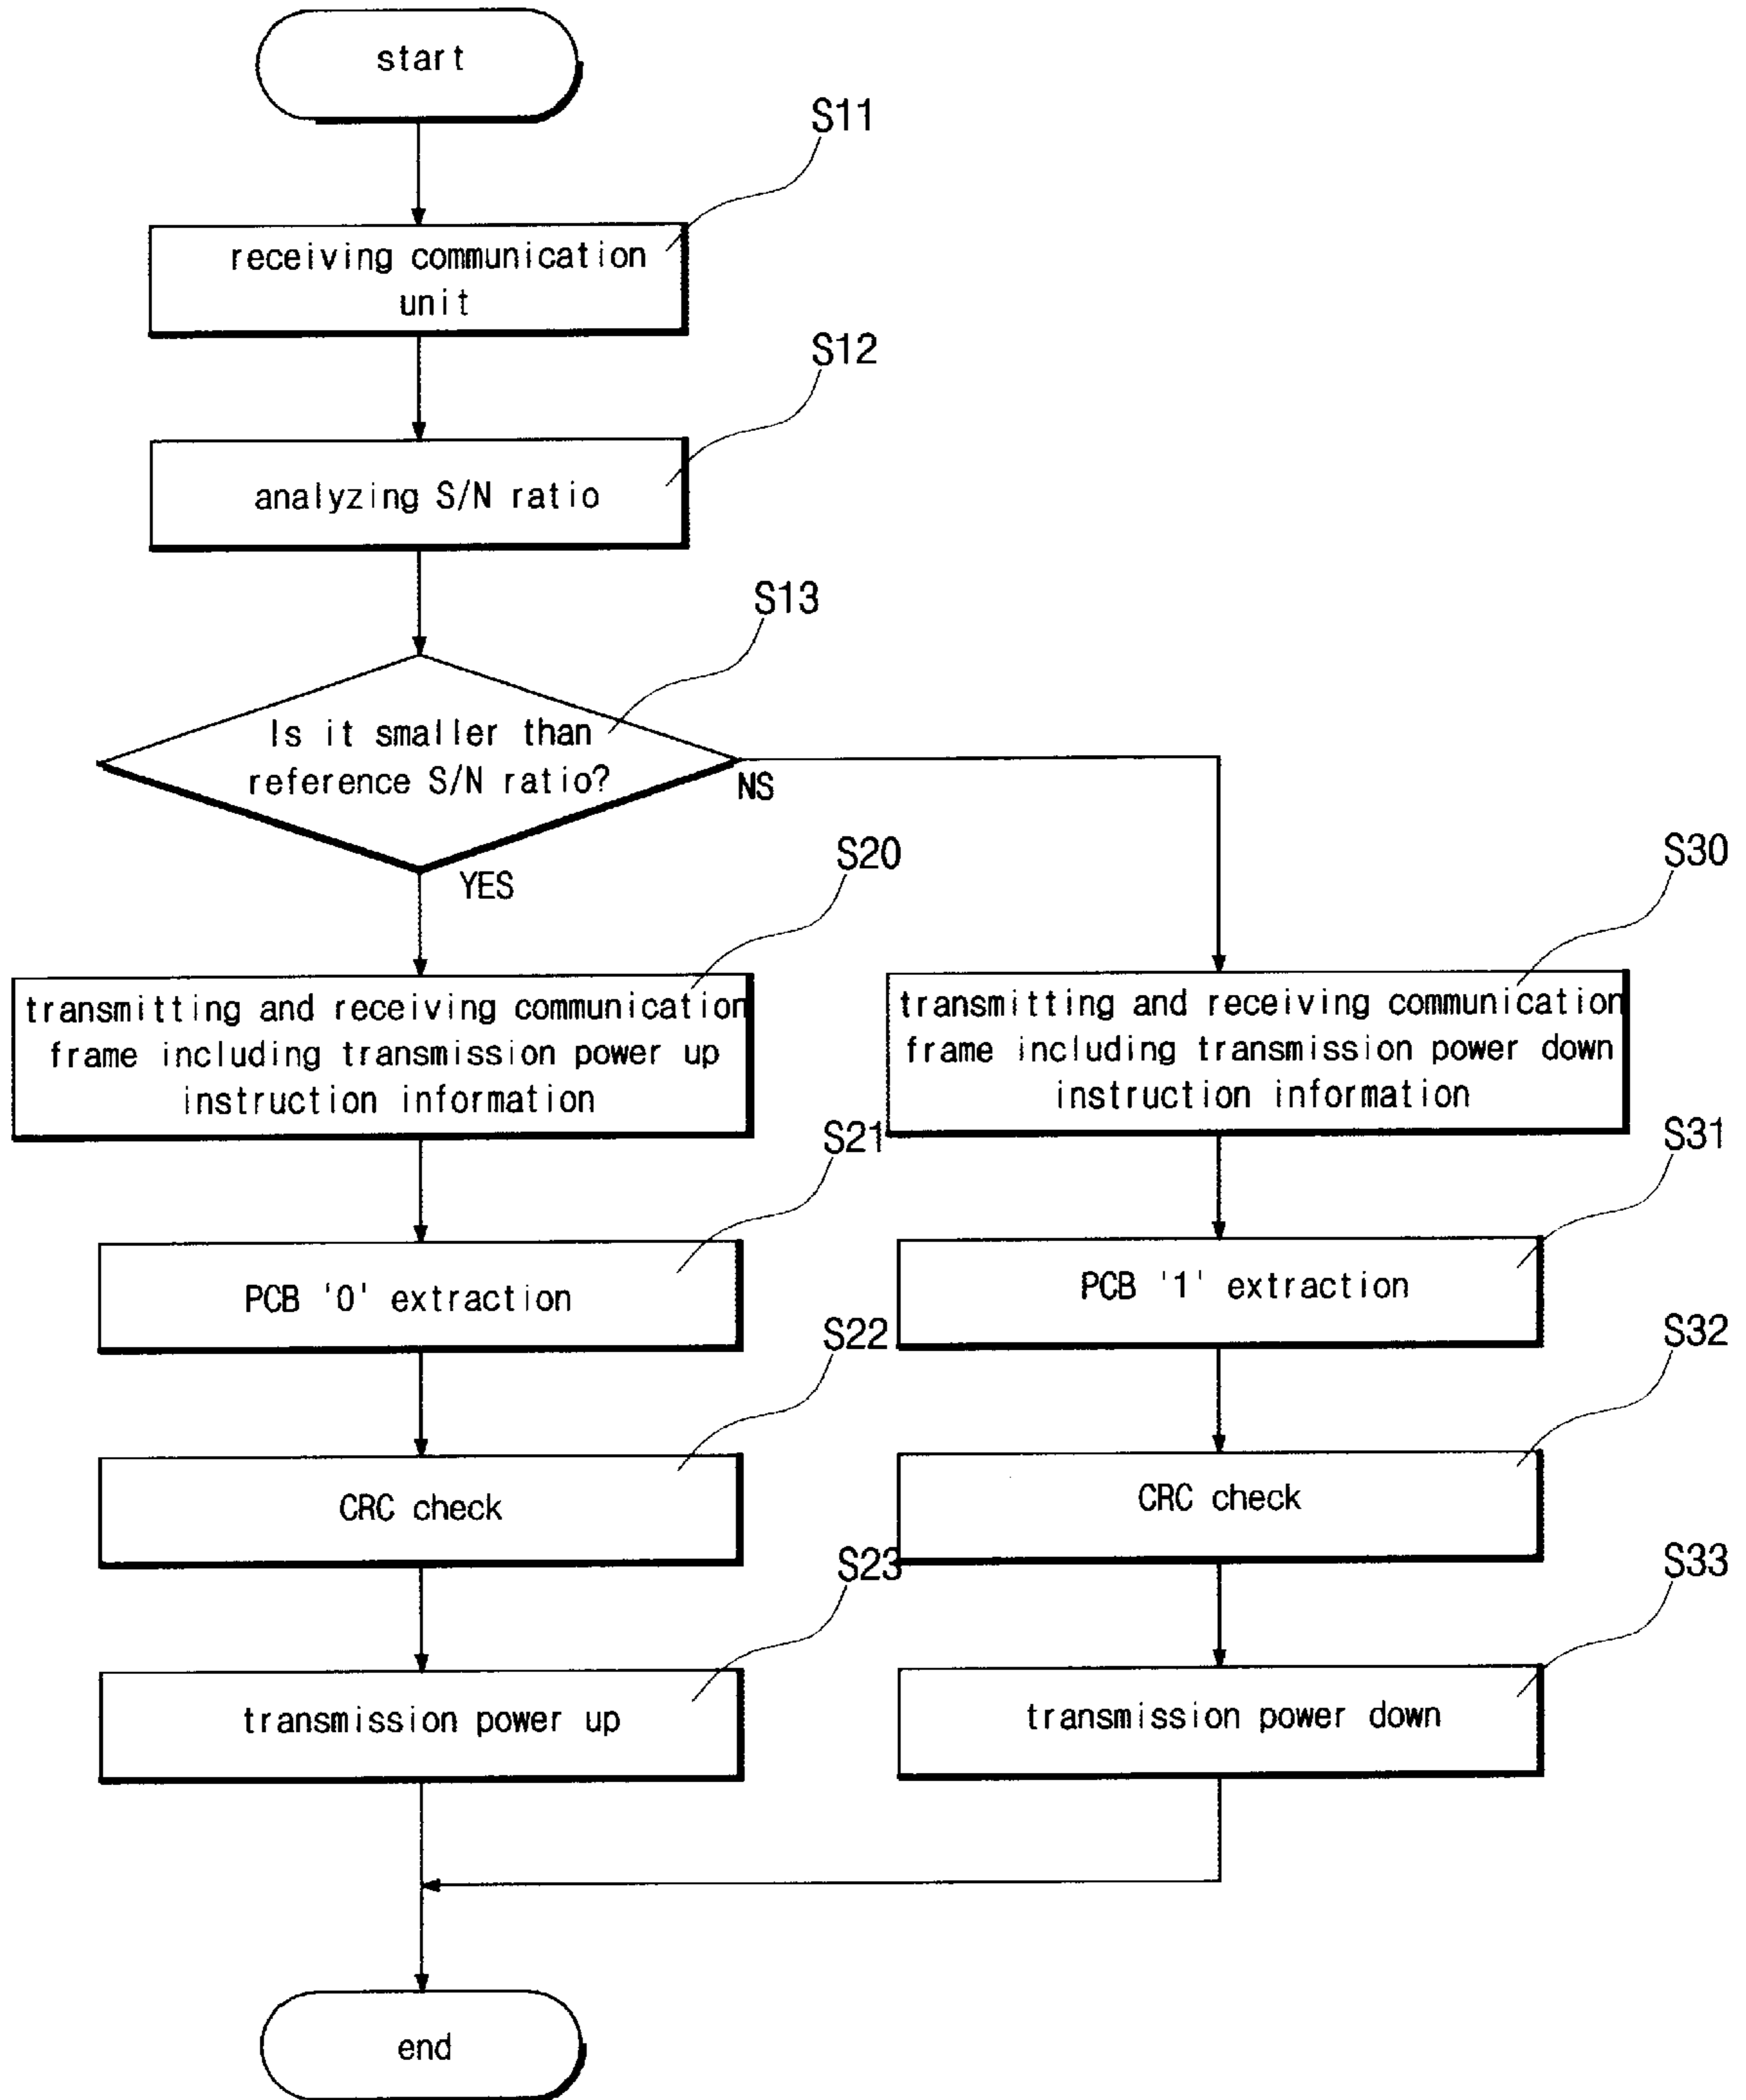 start
S11
receiving communication
unit
S12
analyzing S/N ratio
S13
Is it smaller than
reference S/N ratio?
NS
YES
S20
transmitting and receiving communication
frame including transmission power up
instruction information
S30
transmitting and receiving communication
frame including transmission power down
instruction information
S21
PCB '0' extraction
S31
PCB '1' extraction
S22
CRC check
S32
CRC check
S23
transmission power up
S33
transmission power down
end